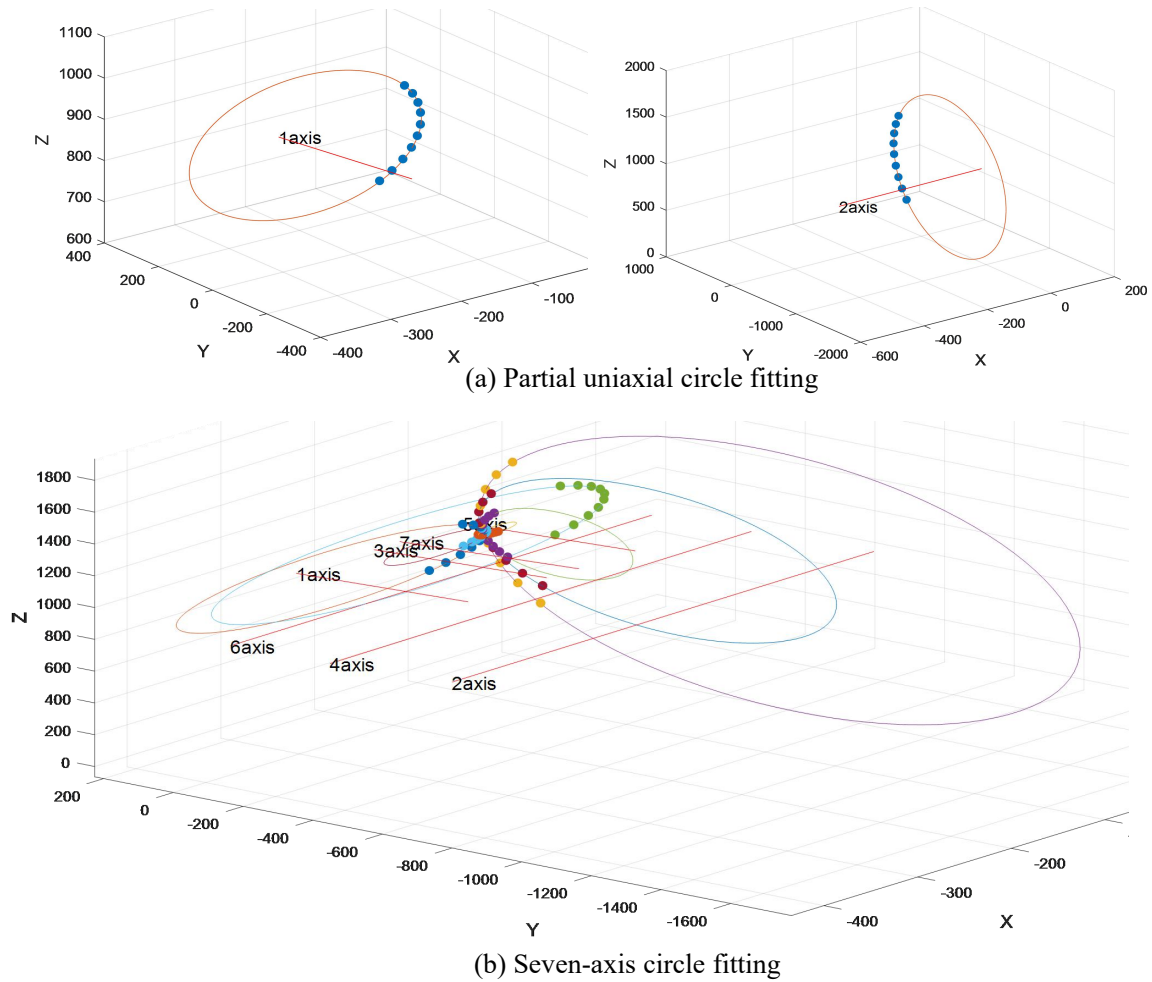 1100
1000
900
800
700
600
Z
400
200
0
-200
-400
Y
-400
-300
-200
-100
X
1axis
2000
1500
1000
500
0
Z
1000
0
-1000
-2000
Y
-600
-400
-200
0
200
X
2axis
(a) Partial uniaxial circle fitting
1800
1600
1400
1200
1000
800
600
400
200
0
Z
200
0
-200
-400
-600
-800
-1000
-1200
-1400
-1600
Y
-400
-300
-200
X
5axis
7axis
3axis
1axis
6axis
4axis
2axis
(b) Seven-axis circle fitting